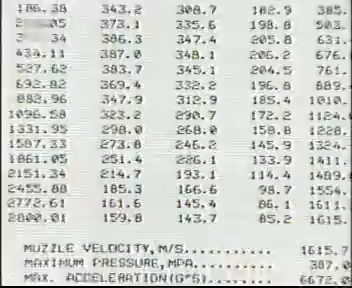 186.38 343.2 308.7 182.9 385.
05 373.1 335.6 198.8 503.
34 386.3 347.4 205.8 631.
434.11 387.0 348.1 206.2 676.
527.62 383.7 345.1 204.5 761.
692.82 369.4 332.2 196.8 889.
882.96 347.9 312.9 185.4 1010.
1096.58 323.2 290.7 172.2 1124.0
1331.95 298.0 268.0 158.8 1228.
1587.33 273.8 246.2 145.9 1324.
1861.05 251.4 226.1 133.9 1411.
2151.34 214.7 193.1 114.4 1489.0
2455.88 185.3 166.6 98.7 1554.
2772.61 161.6 145.4 86.1 1611.
2800.01 159.8 143.7 85.2 1615.
MUZZLE VELOCITY, M/S........... 1615.7
MAXIMUM PRESSURE, MPA.......... 387.0
MAX. ACCELERATION(G*S)........ 6672.0